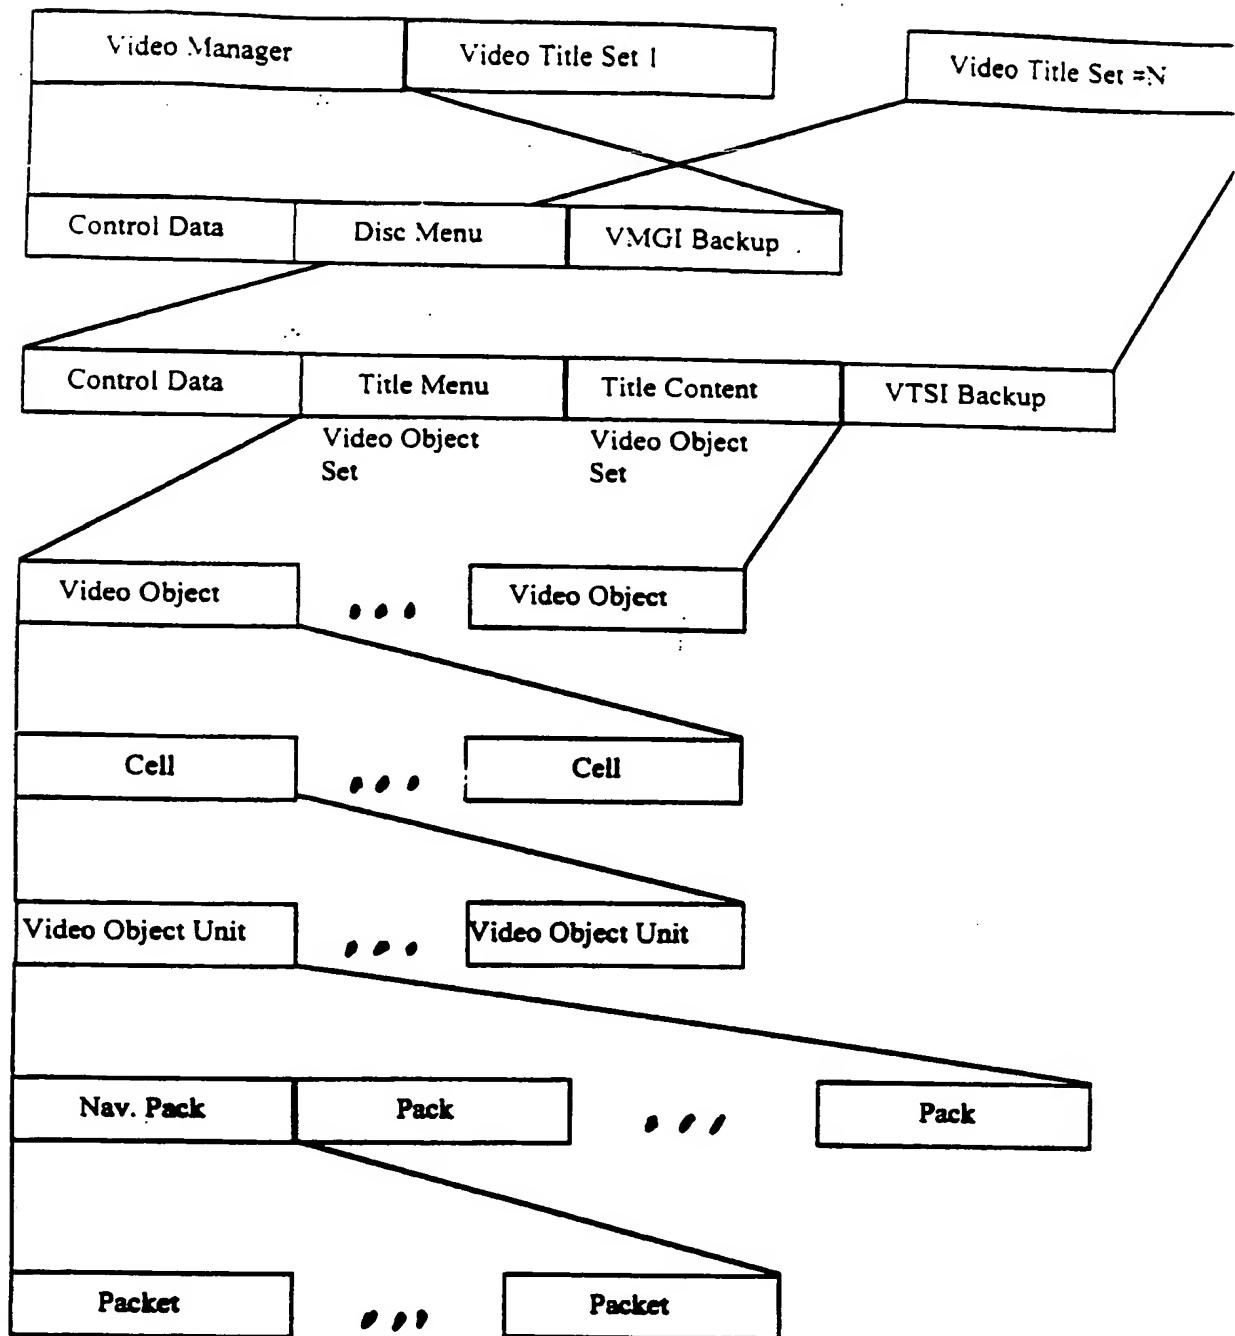 Video Manager
Video Title Set 1
Video Title Set =N
Control Data
Disc Menu
VMGI Backup
Control Data
Title Menu
Title Content
VTSI Backup
Video Object
Set
Video Object
Set
Video Object
Video Object
Cell
Cell
Video Object Unit
Video Object Unit
Nav. Pack
Pack
Pack
Packet
Packet